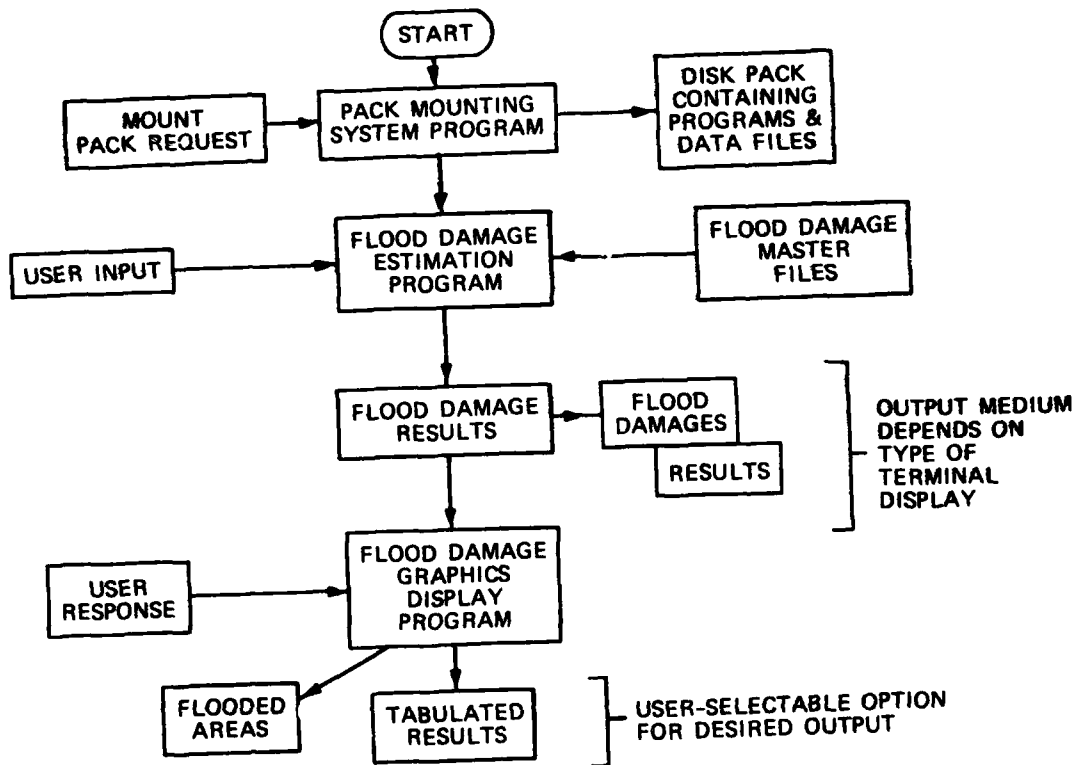 START
MOUNT
PACK REQUEST
PACK MOUNTING
SYSTEM PROGRAM
DISK PACK
CONTAINING
PROGRAMS &
DATA FILES
USER INPUT
FLOOD DAMAGE
ESTIMATION
PROGRAM
FLOOD DAMAGE
MASTER
FILES
FLOOD DAMAGE
RESULTS
FLOOD
DAMAGES
RESULTS
OUTPUT MEDIUM
DEPENDS ON
TYPE OF
TERMINAL
DISPLAY
USER
RESPONSE
FLOOD DAMAGE
GRAPHICS
DISPLAY
PROGRAM
FLOODED
AREAS
TABULATED
RESULTS
USER-SELECTABLE OPTION
FOR DESIRED OUTPUT